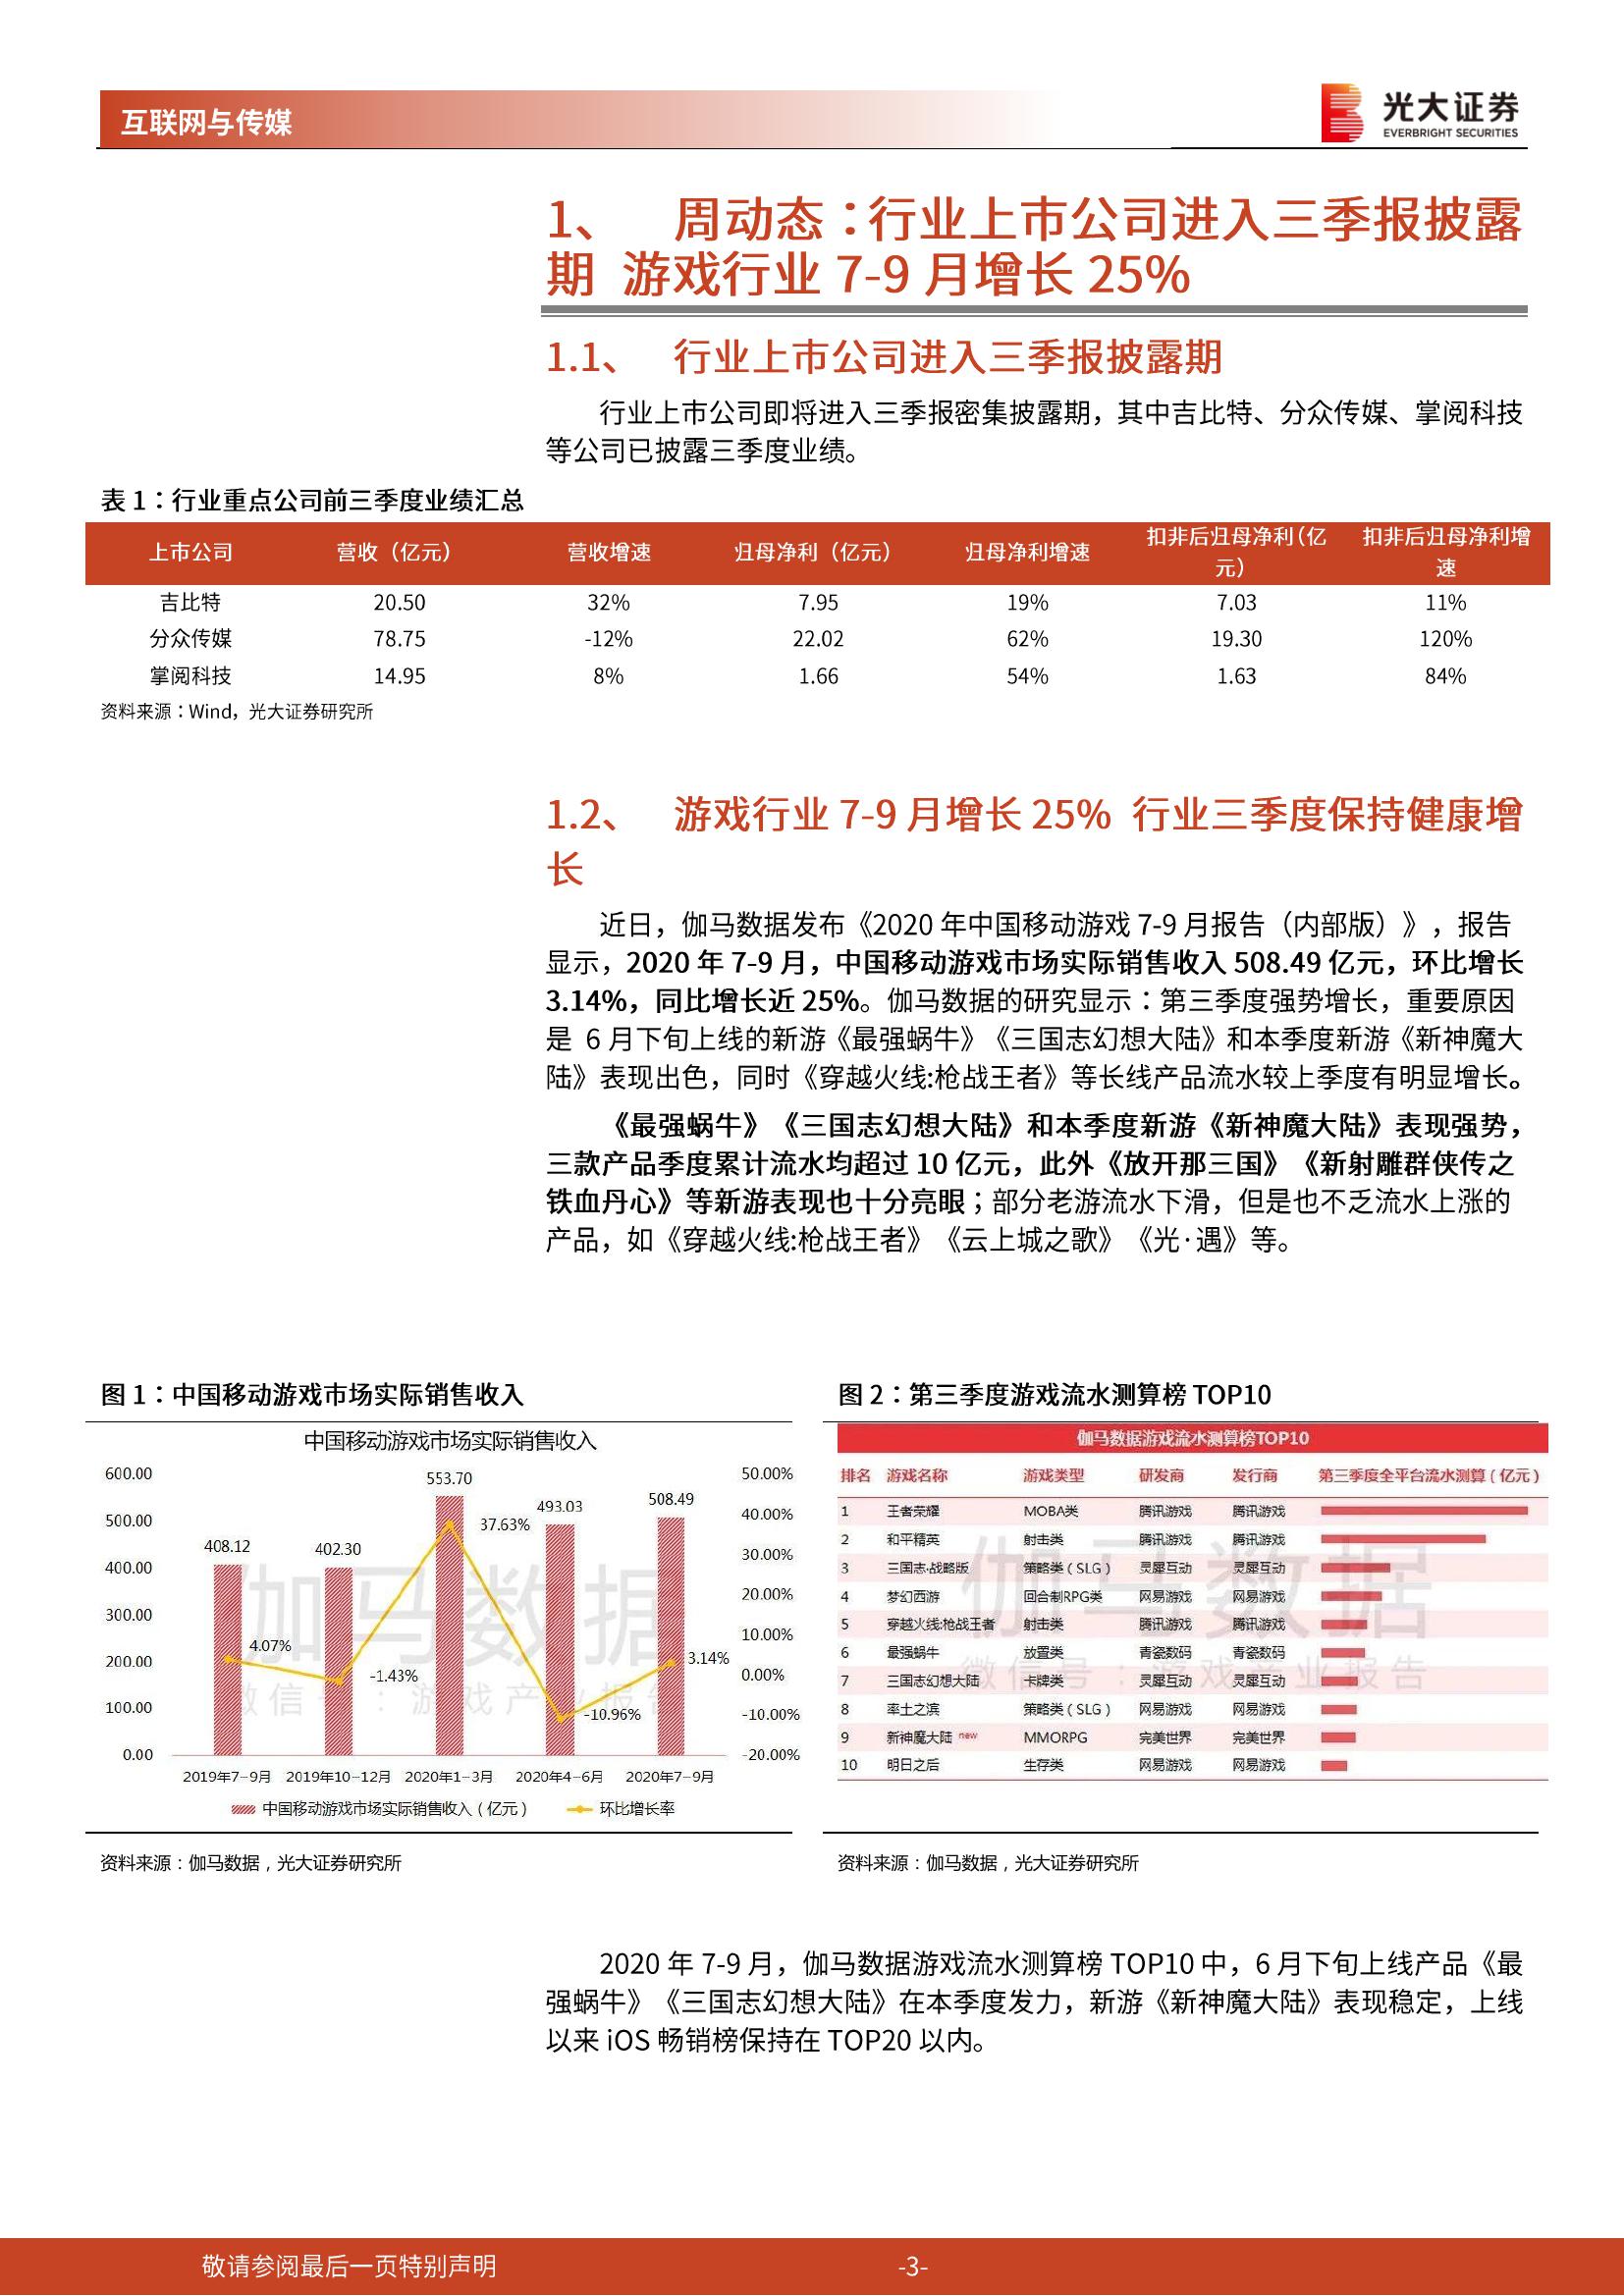 互联网与传媒
光大证券
EVERBRIGHT SECURITIES
1、 周动态：行业上市公司进入三季报披露
期 游戏行业 7-9 月增长 25%
1.1、 行业上市公司进入三季报披露期
行业上市公司即将进入三季报密集披露期，其中吉比特、分众传媒、掌阅科技
等公司已披露三季度业绩。
表 1：行业重点公司前三季度业绩汇总
上市公司 营收（亿元） 营收增速 归母净利（亿元） 归母净利增速 扣非后归母净利（亿元） 扣非后归母净利增速
吉比特 20.50 32% 7.95 19% 7.03 11%
分众传媒 78.75 -12% 22.02 62% 19.30 120%
掌阅科技 14.95 8% 1.66 54% 1.63 84%
资料来源：Wind，光大证券研究所
1.2、 游戏行业 7-9 月增长 25% 行业三季度保持健康增
长
近日，伽马数据发布《2020 年中国移动游戏 7-9 月报告（内部版）》，报告
显示，2020 年 7-9 月，中国移动游戏市场实际销售收入 508.49 亿元，环比增长
3.14%，同比增长近 25%。伽马数据的研究显示：第三季度强势增长，重要原因
是 6 月下旬上线的新游《最强蜗牛》《三国志幻想大陆》和本季度新游《新神魔大
陆》表现出色，同时《穿越火线:枪战王者》等长线产品流水较上季度有明显增长。
《最强蜗牛》《三国志幻想大陆》和本季度新游《新神魔大陆》表现强势，
三款产品季度累计流水均超过 10 亿元，此外《放开那三国》《新射雕群侠传之
铁血丹心》等新游表现也十分亮眼；部分老游流水下滑，但是也不乏流水上涨的
产品，如《穿越火线:枪战王者》《云上城之歌》《光·遇》等。
图 1：中国移动游戏市场实际销售收入
中国移动游戏市场实际销售收入
600.00
500.00
400.00
300.00
200.00
100.00
0.00
408.12
402.30
553.70
493.03
508.49
4.07%
-1.43%
37.63%
-10.96%
3.14%
50.00%
40.00%
30.00%
20.00%
10.00%
0.00%
-10.00%
-20.00%
2019年7-9月 2019年10-12月 2020年1-3月 2020年4-6月 2020年7-9月
中国移动游戏市场实际销售收入（亿元） 环比增长率
伽马数据
微信号：游戏产业报告
资料来源：伽马数据，光大证券研究所
图 2：第三季度游戏流水测算榜 TOP10
伽马数据游戏流水测算榜TOP10
排名 游戏名称 游戏类型 研发商 发行商 第三季度全平台流水测算（亿元）
1 王者荣耀 MOBA类 腾讯游戏 腾讯游戏
2 和平精英 射击类 腾讯游戏 腾讯游戏
3 三国志·战略版 策略类（SLG） 灵犀互动 灵犀互动
4 梦幻西游 回合制RPG类 网易游戏 网易游戏
5 穿越火线:枪战王者 射击类 腾讯游戏 腾讯游戏
6 最强蜗牛 放置类 青瓷数码 青瓷数码
7 三国志幻想大陆 卡牌类 灵犀互动 灵犀互动
8 率土之滨 策略类（SLG） 网易游戏 网易游戏
9 新神魔大陆 new MMORPG 完美世界 完美世界
10 明日之后 生存类 网易游戏 网易游戏
伽马数据
微信号：游戏产业报告
资料来源：伽马数据，光大证券研究所
2020 年 7-9 月，伽马数据游戏流水测算榜 TOP10 中，6 月下旬上线产品《最
强蜗牛》《三国志幻想大陆》在本季度发力，新游《新神魔大陆》表现稳定，上线
以来 iOS 畅销榜保持在 TOP20 以内。
敬请参阅最后一页特别声明 -3-